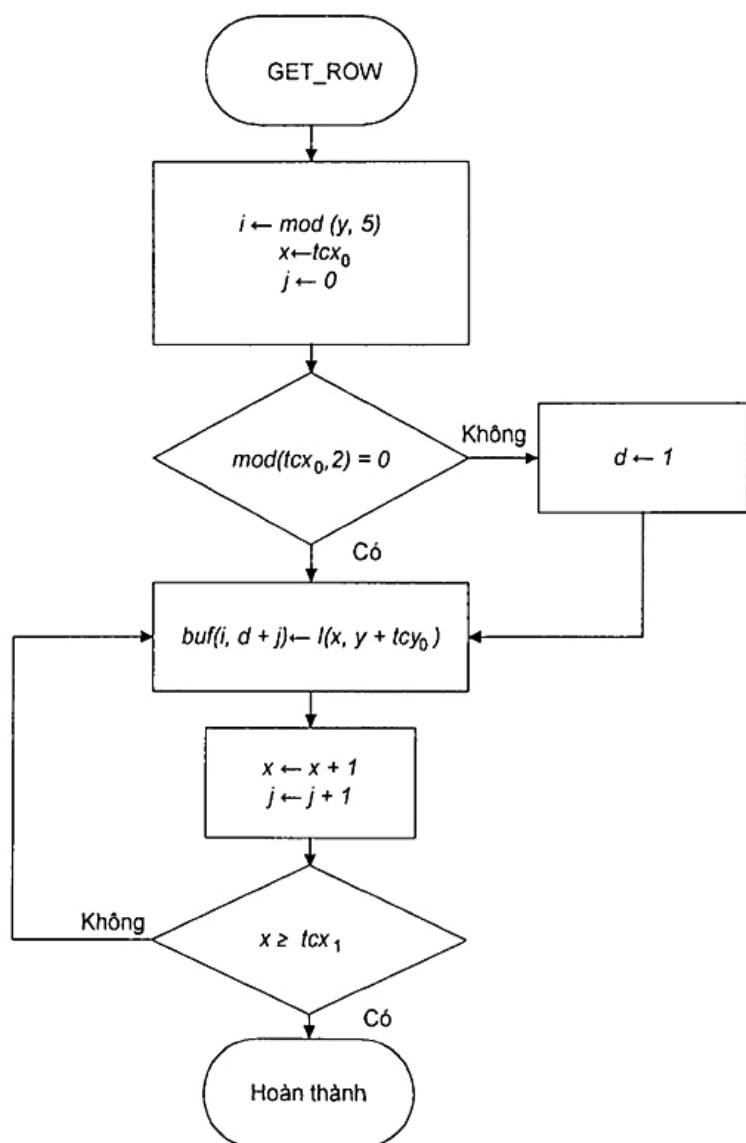 GET_ROW
i ← mod (y, 5)
x←tcx₀
j ← 0
mod(tcx₀,2) = 0
Không
d ← 1
Có
buf(i, d + j)← I(x, y + tcy₀)
x ← x + 1
j ← j + 1
Không
x ≥ tcx₁
Có
Hoàn thành